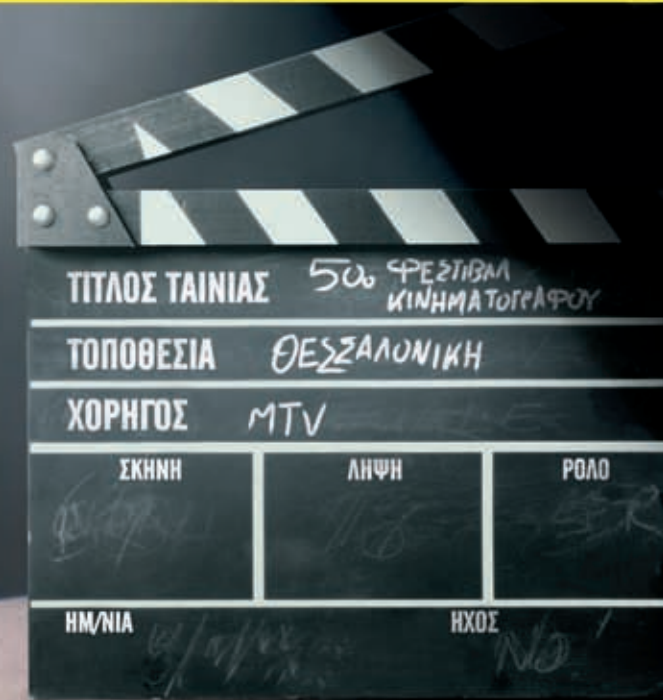 ΤΙΤΛΟΣ ΤΑΙΝΙΑΣ 50ο ΦΕΣΤΙΒΑΛ
ΚΙΝΗΜΑΤΟΓΡΑΦΟΥ
ΤΟΠΟΘΕΣΙΑ ΘΕΣΣΑΛΟΝΙΚΗ
ΧΟΡΗΓΟΣ MTV
ΣΚΗΝΗ ΛΗΨΗ ΡΟΛΟ
ΗΜ/ΝΙΑ ΗΧΟΣ